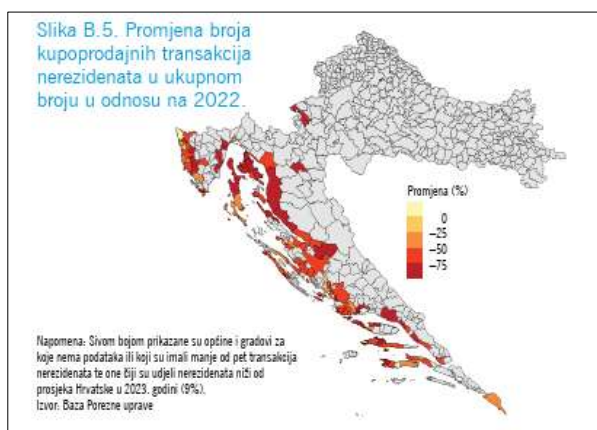 Slika B.5. Promjena broja
kupoprodajnih transakcija
nerezidenata u ukupnom
broju u odnosu na 2022.
Promjena (%)
0
−25
−50
−75
Napomena: Sivom bojom prikazane su općine i gradovi za
koje nema podataka ili koji su imali manje od pet transakcija
nerezidenata te one čiji su udjeli nerezidenata niži od
prosjeka Hrvatske u 2023. godini (9%).
Izvor: Baza Porezne uprave